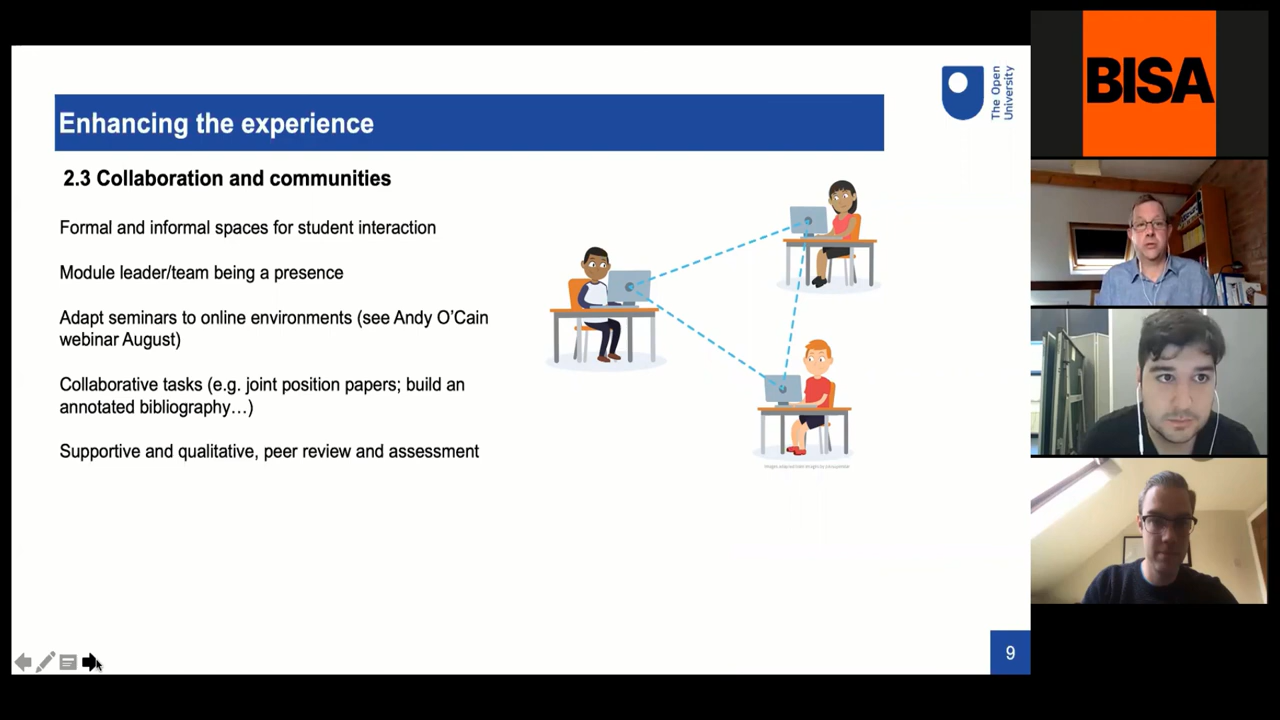 Enhancing the experience
The Open
University
2.3 Collaboration and communities
Formal and informal spaces for student interaction
Module leader/team being a presence
Adapt seminars to online environments (see Andy O'Cain
webinar August)
Collaborative tasks (e.g. joint position papers; build an
annotated bibliography…)
Supportive and qualitative, peer review and assessment
9
BISA